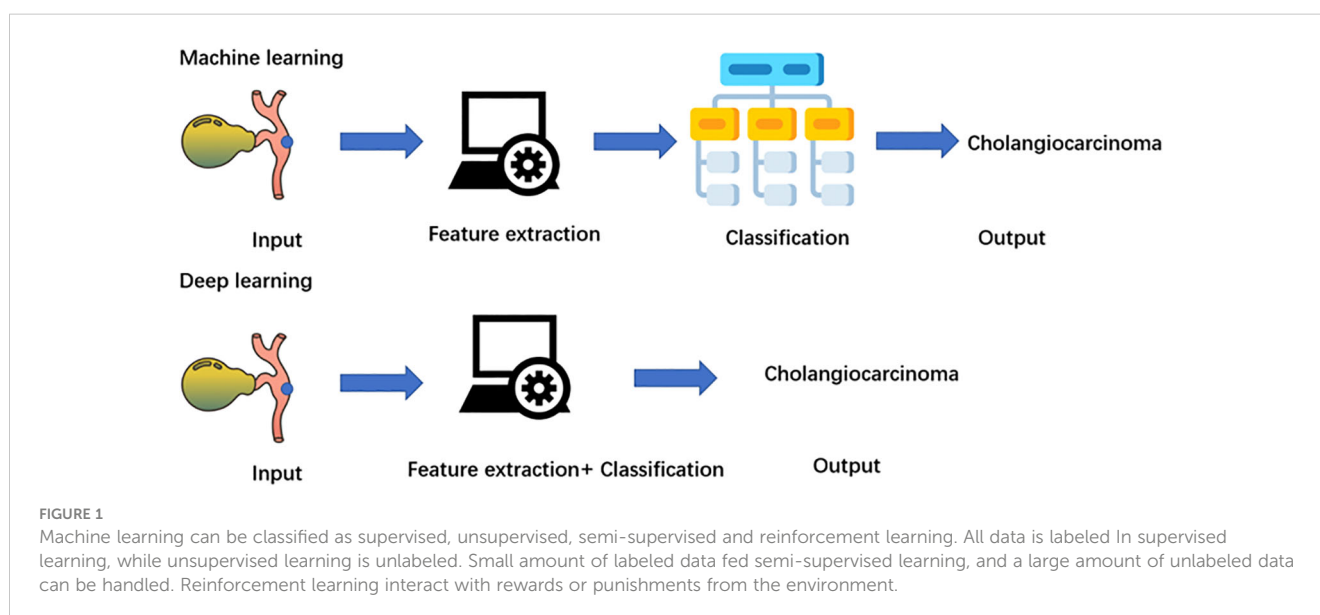 Machine learning
Cholangiocarcinoma
Input
Feature extraction
Classification
Output
Deep learning
Cholangiocarcinoma
Input
Feature extraction+ Classification
Output
FIGURE 1
Machine learning can be classified as supervised, unsupervised, semi-supervised and reinforcement learning. All data is labeled In supervised
learning, while unsupervised learning is unlabeled. Small amount of labeled data fed semi-supervised learning, and a large amount of unlabeled data
can be handled. Reinforcement learning interact with rewards or punishments from the environment.